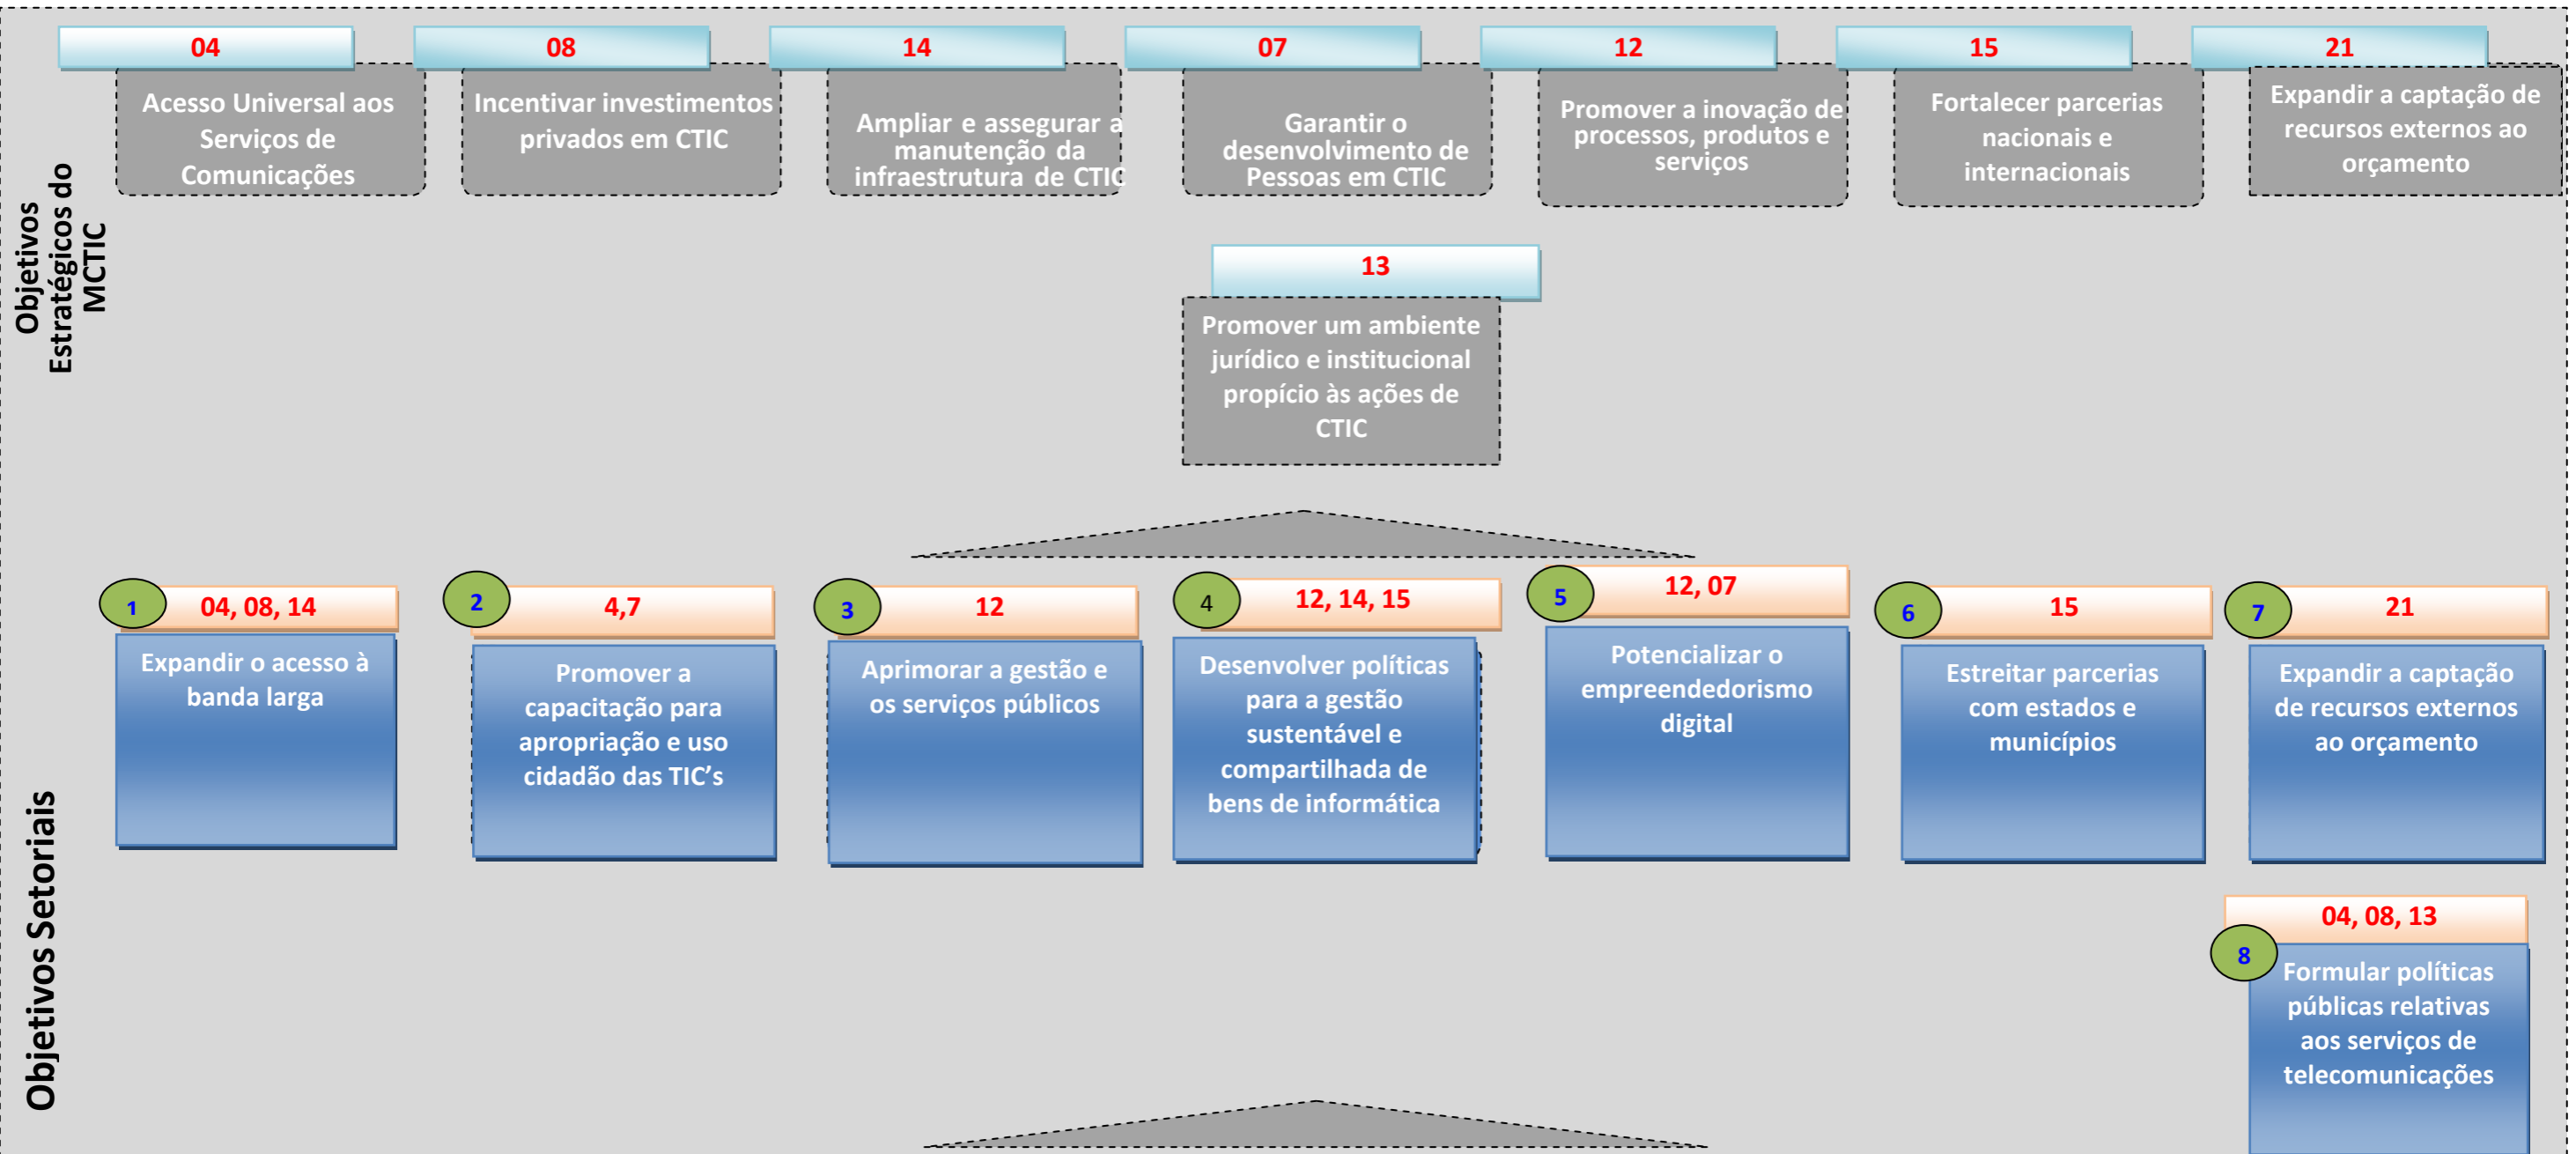 04
Acesso Universal aos
Serviços de
Comunicações
08
Incentivar investimentos
privados em CTIC
14
Ampliar e assegurar a
manutenção da
infraestrutura de CTIC
07
Garantir o
desenvolvimento de
Pessoas em CTIC
12
Promover a inovação de
processos, produtos e
serviços
15
Fortalecer parcerias
nacionais e
internacionais
21
Expandir a captação de
recursos externos ao
orçamento
Objetivos
Estratégicos do
MCTIC
13
Promover um ambiente
jurídico e institucional
propício às ações de
CTIC
Objetivos Setoriais
1
04, 08, 14
Expandir o acesso à
banda larga
2
4,7
Promover a
capacitação para
apropriação e uso
cidadão das TIC’s
3
12
Aprimorar a gestão e
os serviços públicos
4
12, 14, 15
Desenvolver políticas
para a gestão
sustentável e
compartilhada de
bens de informática
5
12, 07
Potencializar o
empreendedorismo
digital
6
15
Estreitar parcerias
com estados e
municípios
7
21
Expandir a captação
de recursos externos
ao orçamento
8
04, 08, 13
Formular políticas
públicas relativas
aos serviços de
telecomunicações